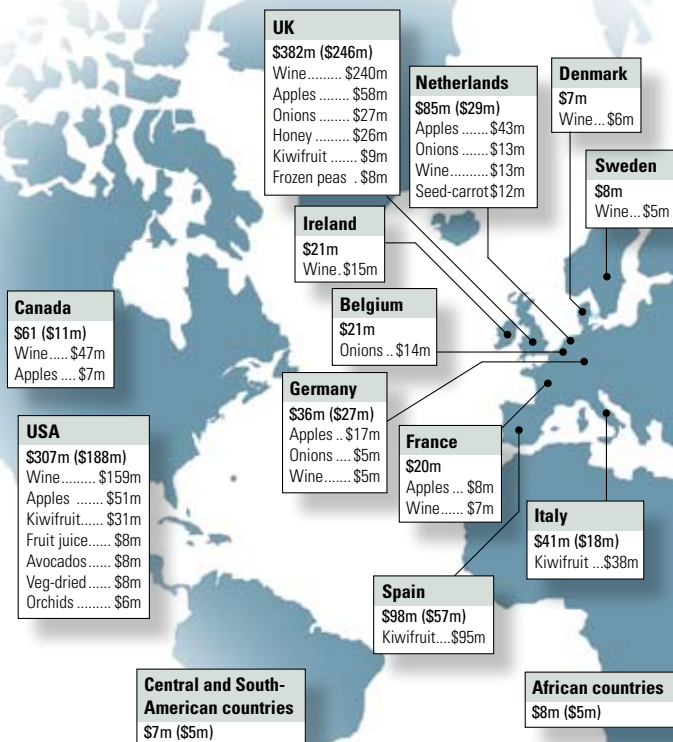 UK
$382m ($246m)
Wine......... $240m
Apples ........ $58m
Onions ........ $27m
Honey ......... $26m
Kiwifruit ....... $9m
Frozen peas . $8m
Netherlands
$85m ($29m)
Apples .......$43m
Onions .......$13m
Wine..........$13m
Seed-carrot$12m
Denmark
$7m
Wine... $6m
Sweden
$8m
Wine...$5m
Ireland
$21m
Wine. $15m
Belgium
$21m
Onions .. $14m
Canada
$61 ($11m)
Wine..... $47m
Apples .... $7m
Germany
$36m ($27m)
Apples .. $17m
Onions .... $5m
Wine....... $5m
USA
$307m ($188m)
Wine......... $159m
Apples ....... $51m
Kiwifruit...... $31m
Fruit juice...... $8m
Avocados...... $8m
Veg-dried...... $8m
Orchids ......... $6m
France
$20m
Apples ... $8m
Wine...... $7m
Italy
$41m ($18m)
Kiwifruit ...$38m
Spain
$98m ($57m)
Kiwifruit....$95m
Central and South-
American countries
$7m ($5m)
African countries
$8m ($5m)